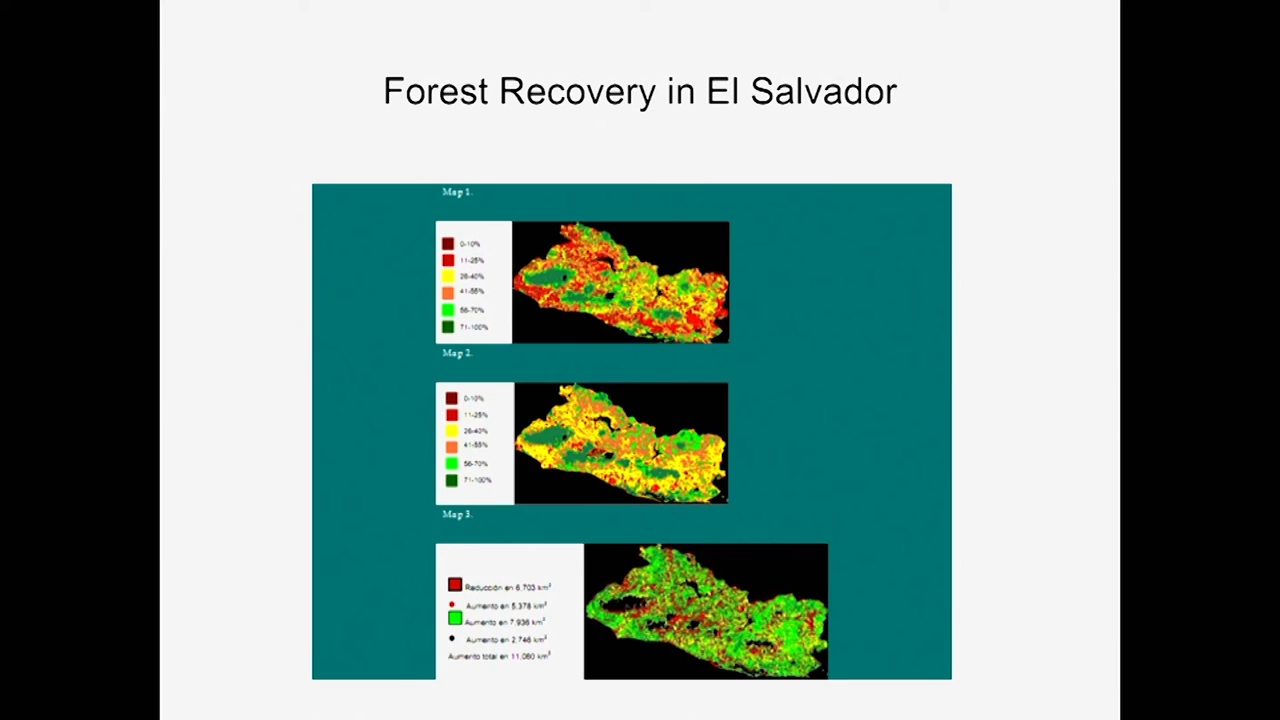 Forest Recovery in El Salvador
Map 1.
0-10%
11-25%
26-40%
41-55%
56-70%
71-100%
Map 2.
0-10%
11-25%
26-40%
41-55%
56-70%
71-100%
Map 3.
Reducción en 6,703 km²
Aumento en 5,378 km²
Aumento en 7,936 km²
Aumento en 2,746 km²
Aumento total en 11,060 km²